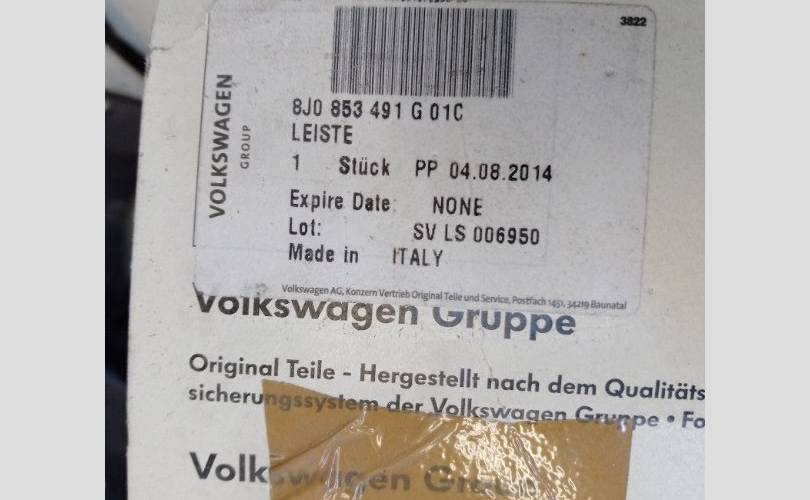 3822
VOLKSWAGEN
GROUP
8J0 853 491 G 01C
LEISTE
1 Stück PP 04.08.2014
Expire Date: NONE
Lot: SV LS 006950
Made in ITALY
Volkswagen AG, Konzern Vertrieb Original Teile und Service, Postfach 1451, 34219 Baunatal
Volkswagen Gruppe
Original Teile - Hergestellt nach dem Qualitäts
sicherungssystem der Volkswagen Gruppe • Fo
Volkswagen